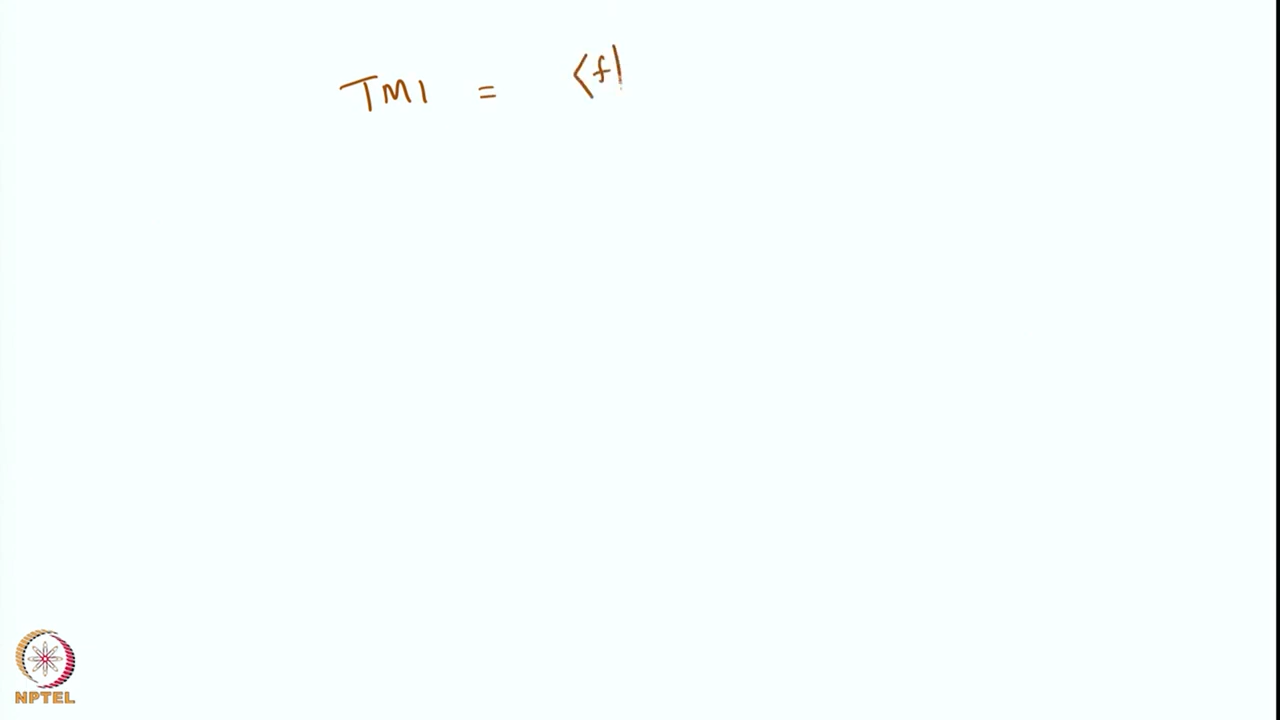 TMI = ⟨f|
NPTEL